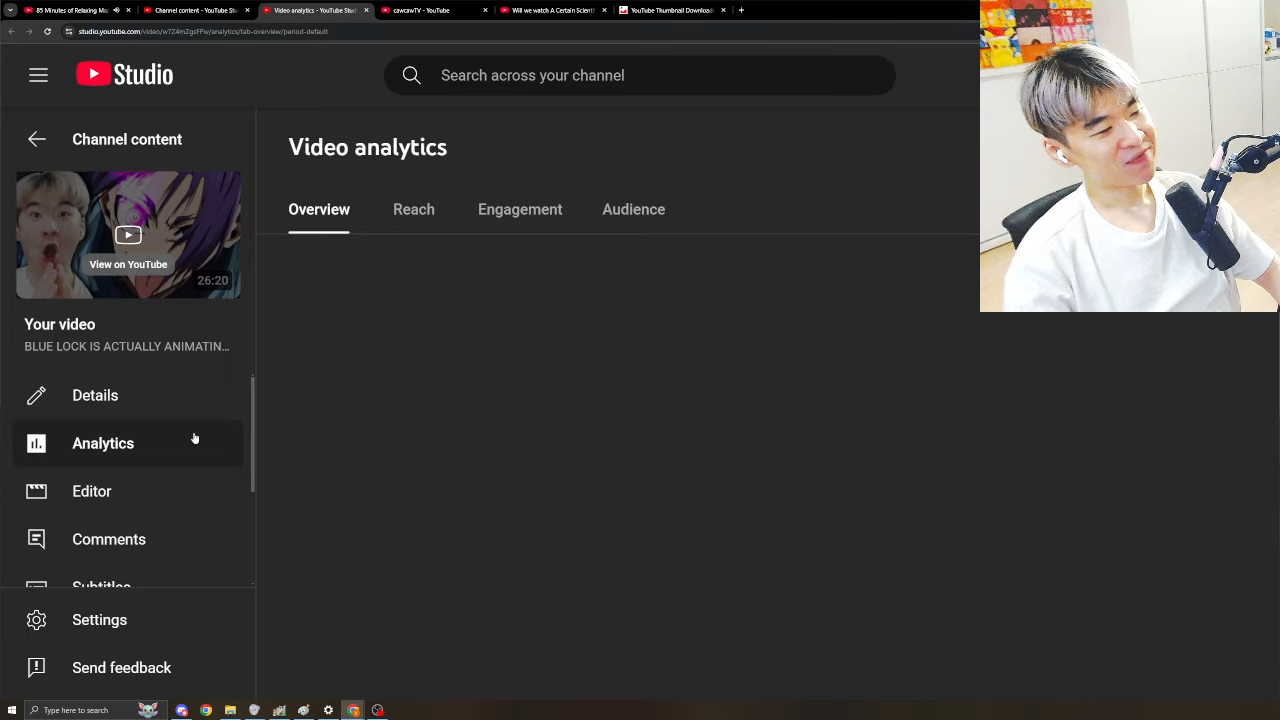 85 Minutes of Relaxing Mag
Channel content - YouTube Stu
Video analytics - YouTube Stud
cawcawTV - YouTube
Will we watch A Certain Scienti
YouTube Thumbnail Download
studio.youtube.com/video/w7Z4mZgsFPw/analytics/tab-overview/period-default
Studio
Search across your channel
Channel content
View on YouTube
26:20
Your video
BLUE LOCK IS ACTUALLY ANIMATIN...
Details
Analytics
Editor
Comments
Subtitles
Settings
Send feedback
Video analytics
Overview
Reach
Engagement
Audience
Type here to search